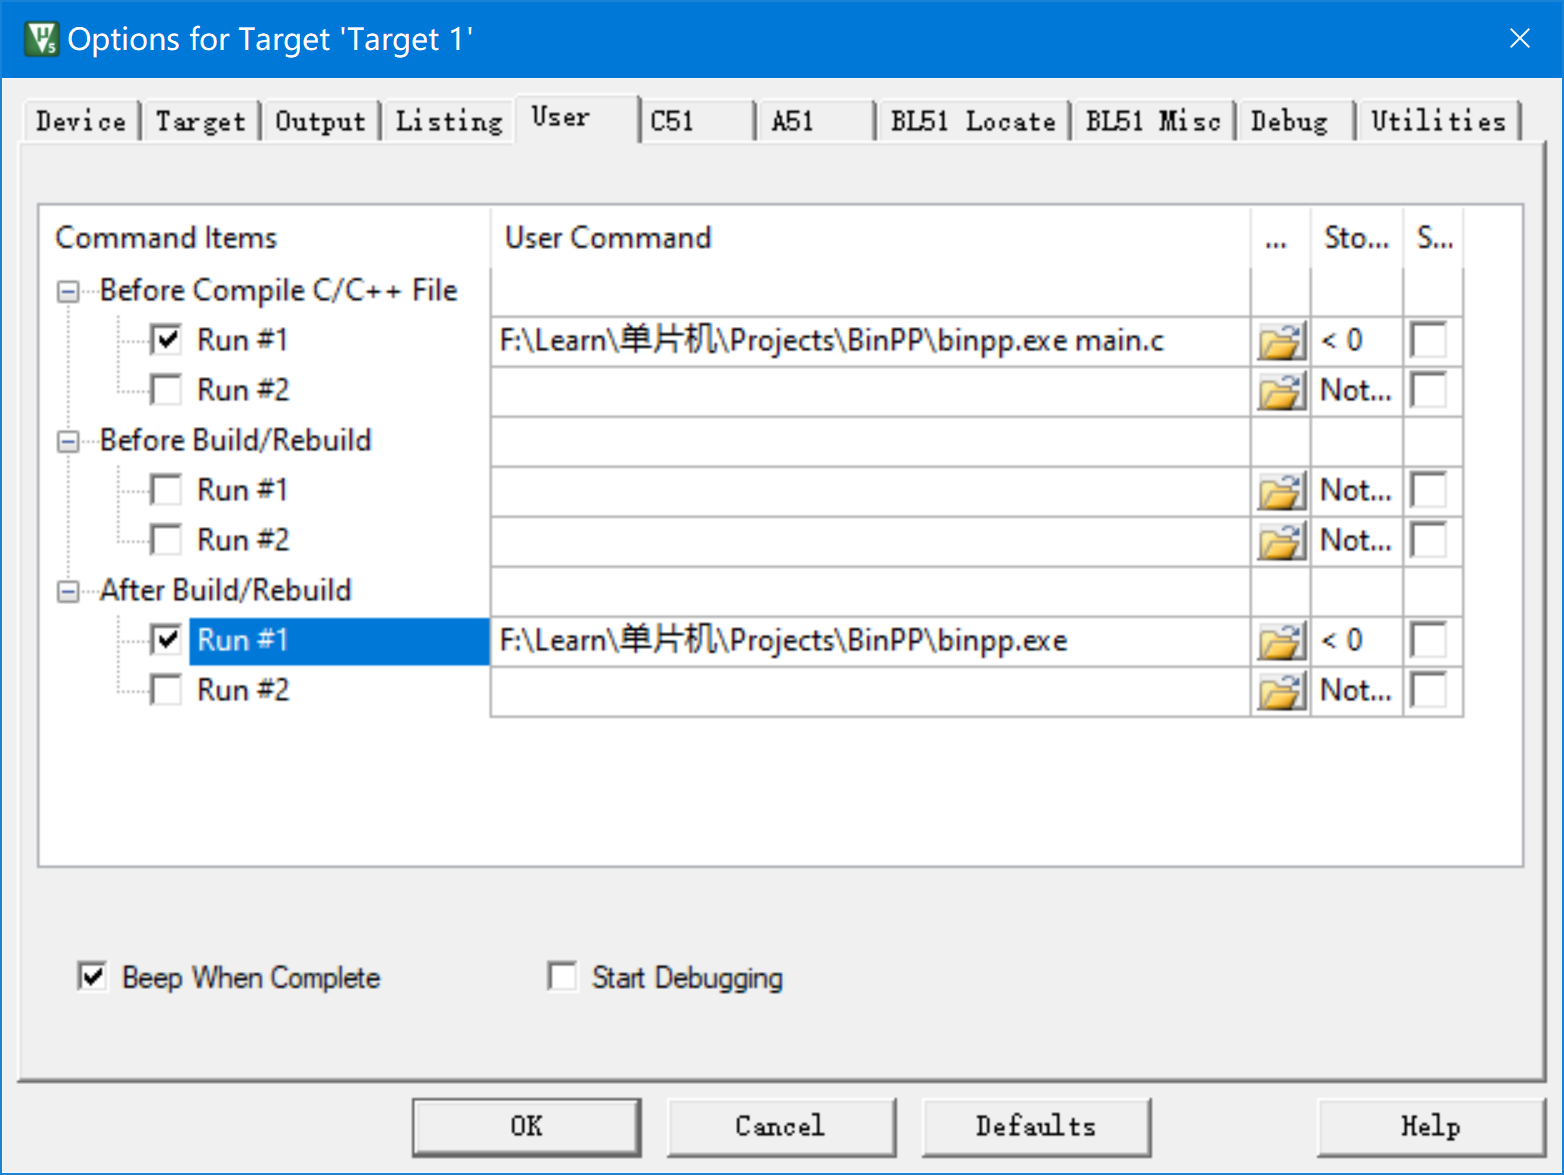 Options for Target 'Target 1'
Device Target Output Listing User C51 A51 BL51 Locate BL51 Misc Debug Utilities
Command Items User Command ... Sto... S...
Before Compile C/C++ File
Run #1 F:\Learn\单片机\Projects\BinPP\binpp.exe main.c < 0
Run #2 Not...
Before Build/Rebuild
Run #1 Not...
Run #2 Not...
After Build/Rebuild
Run #1 F:\Learn\单片机\Projects\BinPP\binpp.exe < 0
Run #2 Not...
Beep When Complete Start Debugging
OK Cancel Defaults Help